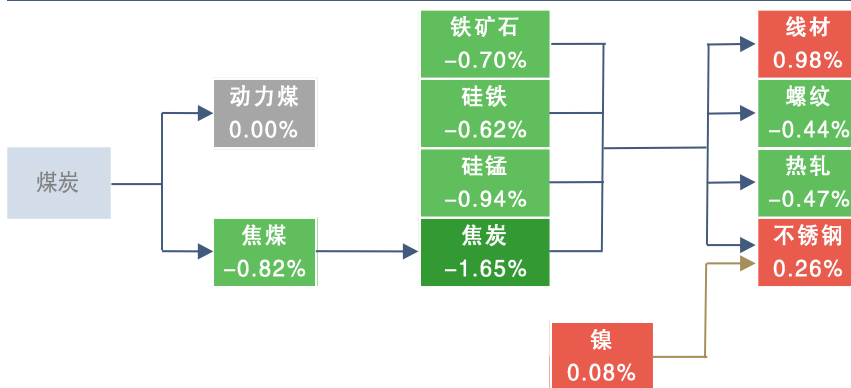 煤炭
动力煤
0.00%
焦煤
-0.82%
铁矿石
-0.70%
硅铁
-0.62%
硅锰
-0.94%
焦炭
-1.65%
镍
0.08%
线材
0.98%
螺纹
-0.44%
热轧
-0.47%
不锈钢
0.26%